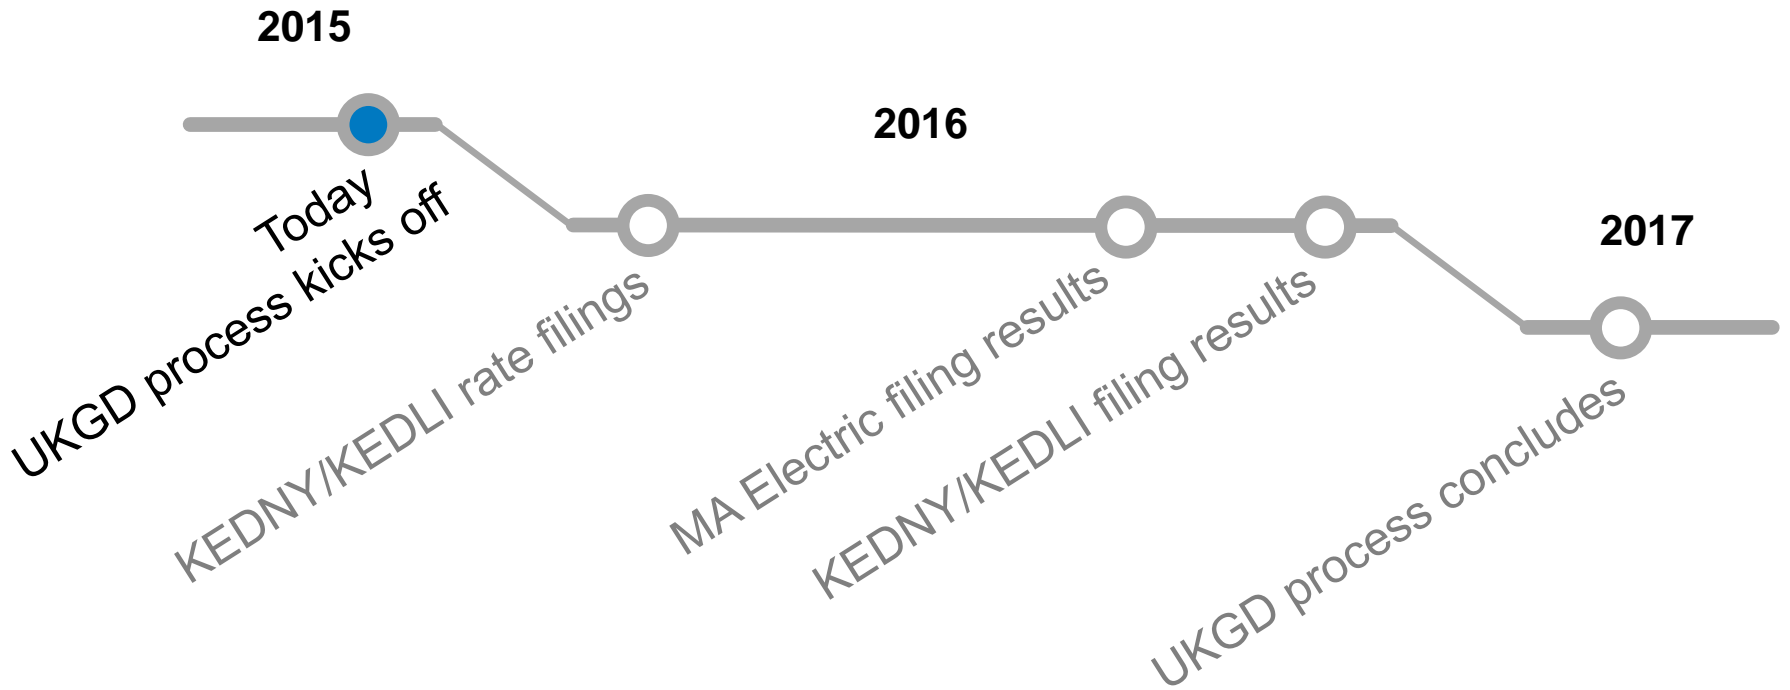 2015
Today
UKGD process kicks off
2016
KEDNY/KEDLI rate filings
MA Electric filing results
KEDNY/KEDLI filing results
2017
UKGD process concludes